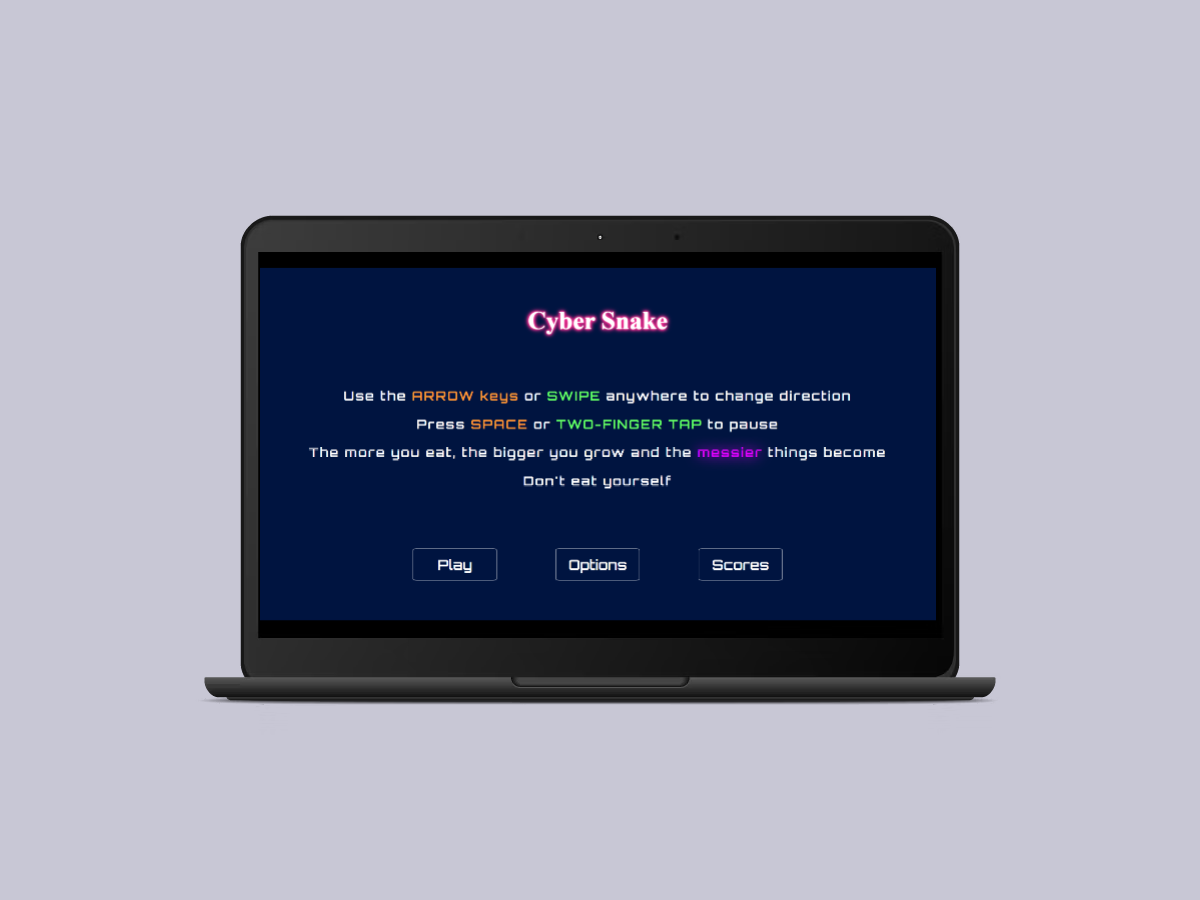 Cyber Snake
Use the ARROW keys or SWIPE anywhere to change direction
Press SPACE or TWO-FINGER TAP to pause
The more you eat, the bigger you grow and the messier things become
Don't eat yourself
Play
Options
Scores